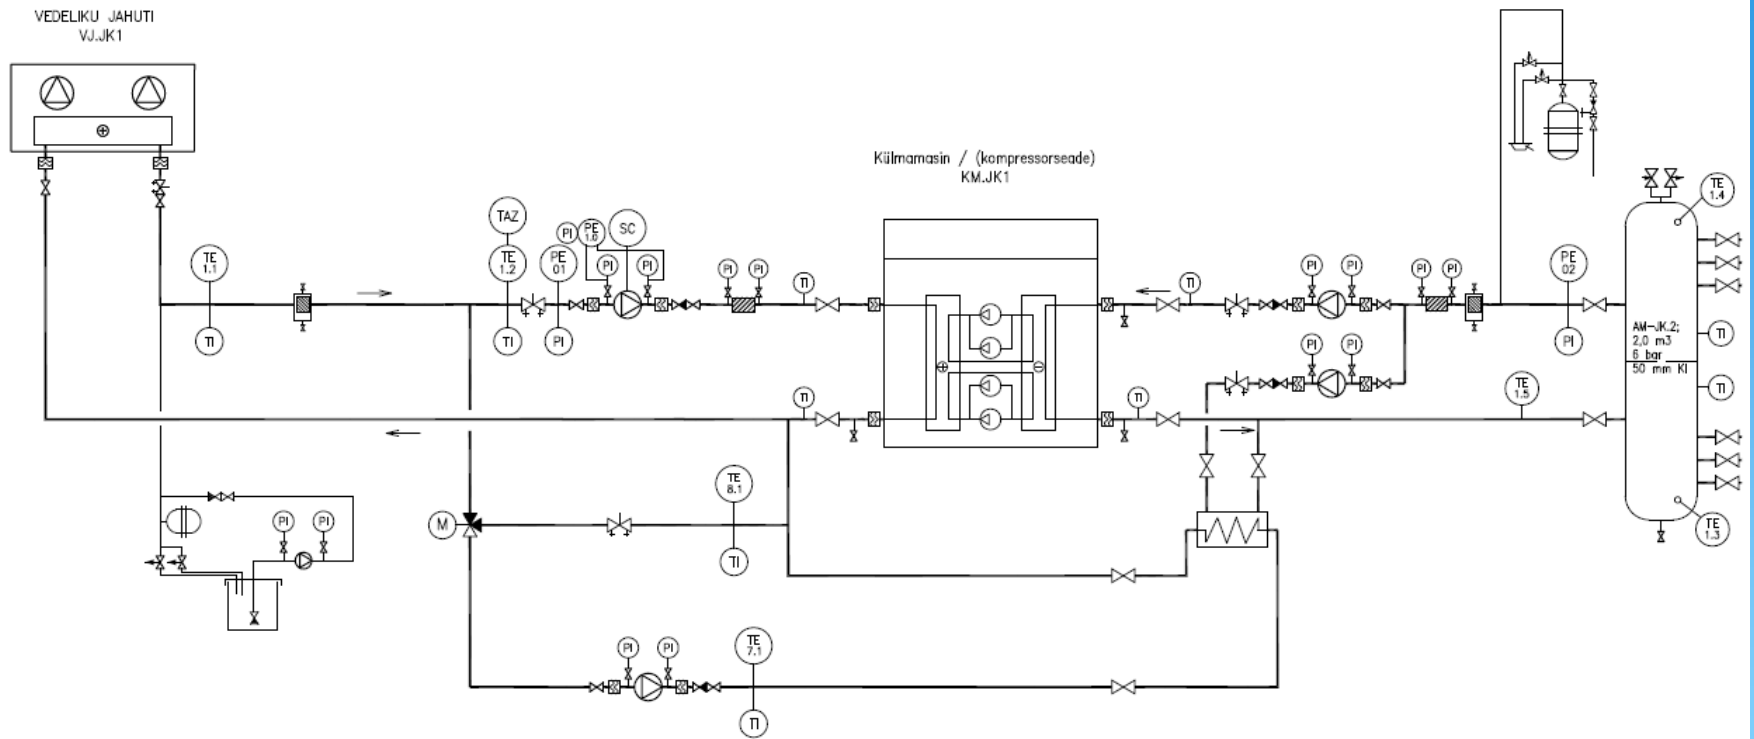 VEDELIKU JAHUTI
VJ.JK1
Külmamasin / (kompressorseade)
KM.JK1
TE
1.4
TAZ
PI
PE
1.0
SC
TE
1.1
TE
1.2
PE
01
PI
PI
PI
PI
TI
TI
PI
PI
PI
PI
PE
02
TI
TI
PI
PI
PI
PI
AM-JK.2;
2,0 m3
6 bar
50 mm KI
TI
TI
TI
TI
TE
1.5
TE
8.1
M
TI
PI
PI
TE
1.3
PI
PI
TE
7.1
TI